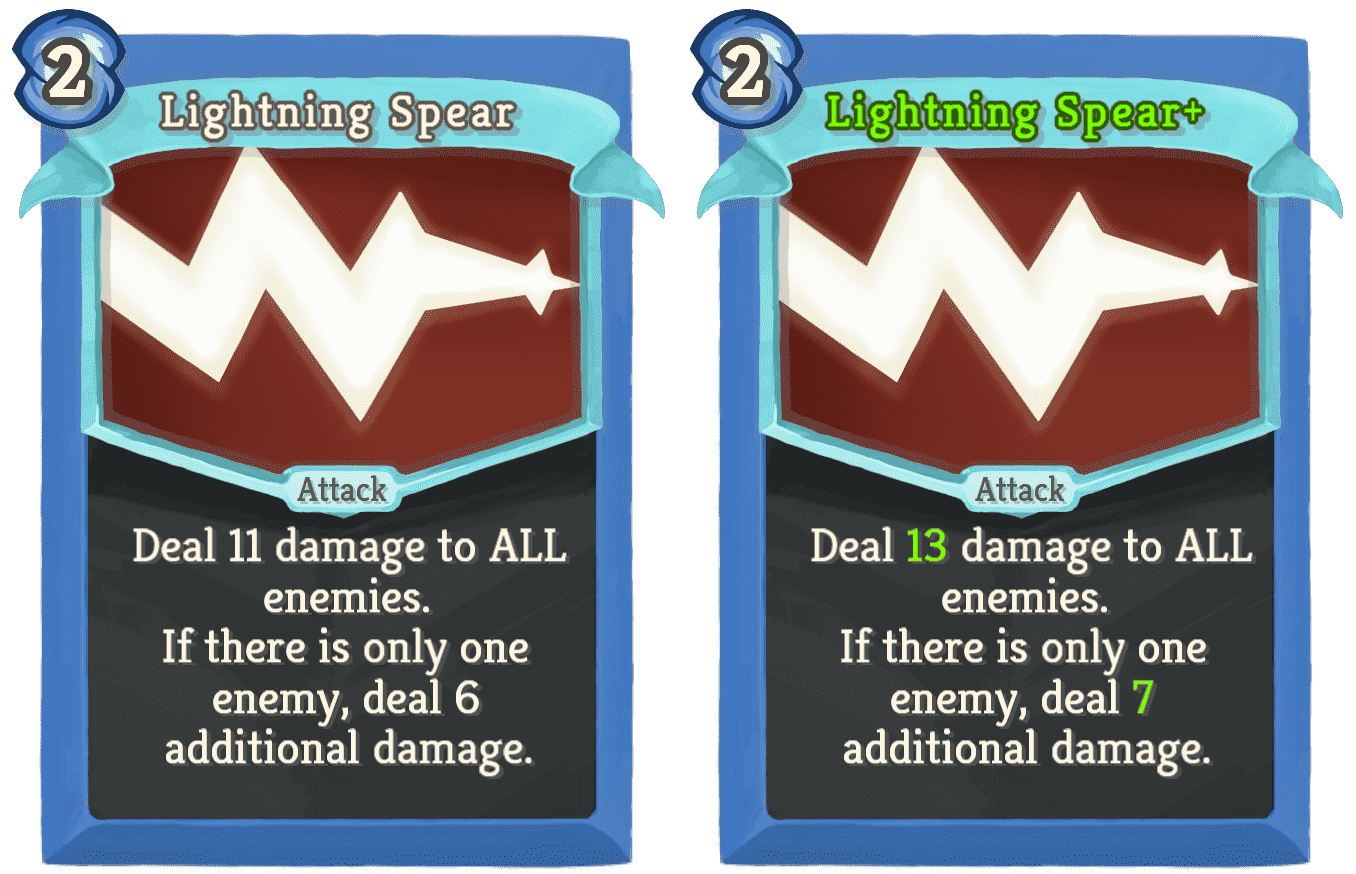 2
Lightning Spear
Attack
Deal 11 damage to ALL
enemies.
If there is only one
enemy, deal 6
additional damage.
2
Lightning Spear+
Attack
Deal 13 damage to ALL
enemies.
If there is only one
enemy, deal 7
additional damage.